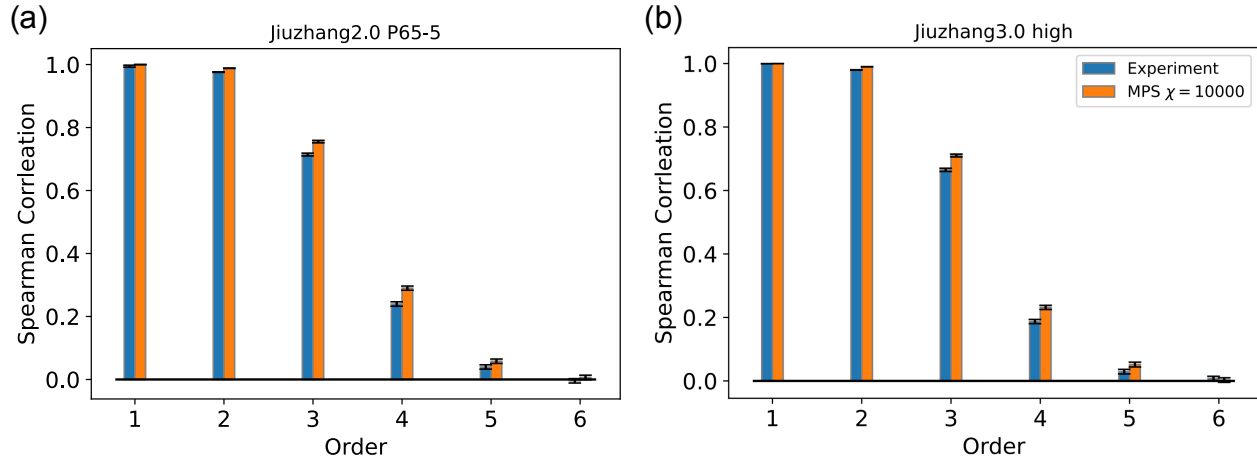 (a)
Jiuzhang2.0 P65-5
1.0
0.8
0.6
0.4
0.2
0.0
Spearman Corrleation
1 2 3 4 5 6
Order
(b)
Jiuzhang3.0 high
Experiment
MPS χ = 10000
1.0
0.8
0.6
0.4
0.2
0.0
Spearman Corrleation
1 2 3 4 5 6
Order